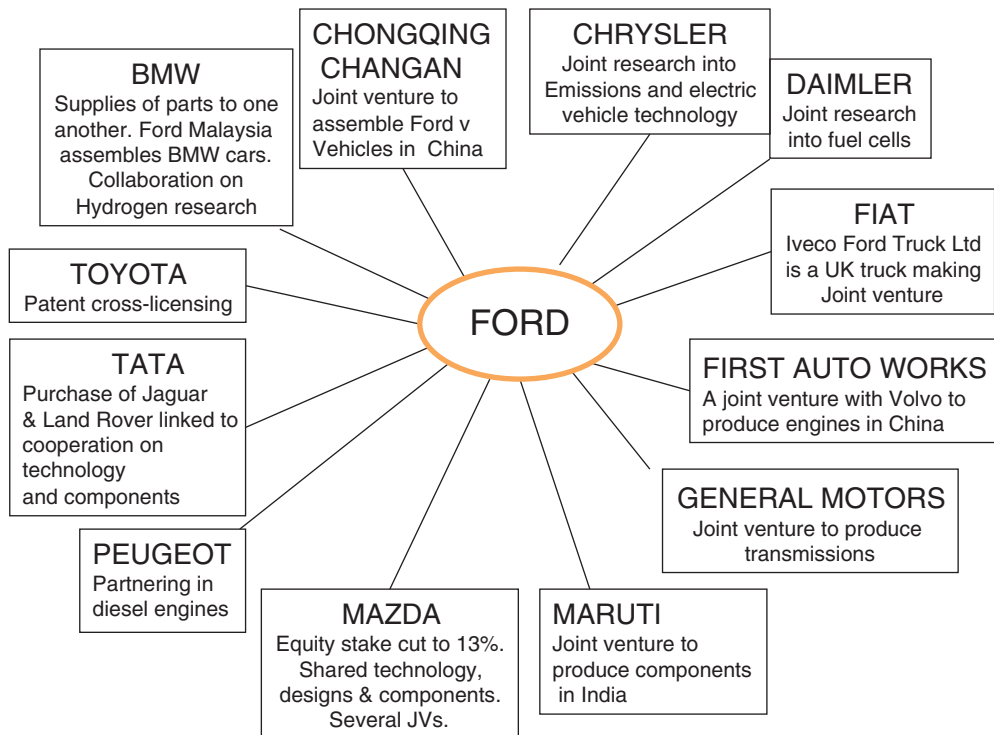 BMW
Supplies of parts to one
another. Ford Malaysia
assembles BMW cars.
Collaboration on
Hydrogen research
CHONGQING
CHANGAN
Joint venture to
assemble Ford v
Vehicles in China
CHRYSLER
Joint research into
Emissions and electric
vehicle technology
DAIMLER
Joint research
into fuel cells
FIAT
Iveco Ford Truck Ltd
is a UK truck making
Joint venture
TOYOTA
Patent cross-licensing
FORD
TATA
Purchase of Jaguar
& Land Rover linked to
cooperation on
technology
and components
FIRST AUTO WORKS
A joint venture with Volvo to
produce engines in China
GENERAL MOTORS
Joint venture to produce
transmissions
PEUGEOT
Partnering in
diesel engines
MAZDA
Equity stake cut to 13%.
Shared technology,
designs & components.
Several JVs.
MARUTI
Joint venture to
produce components
in India